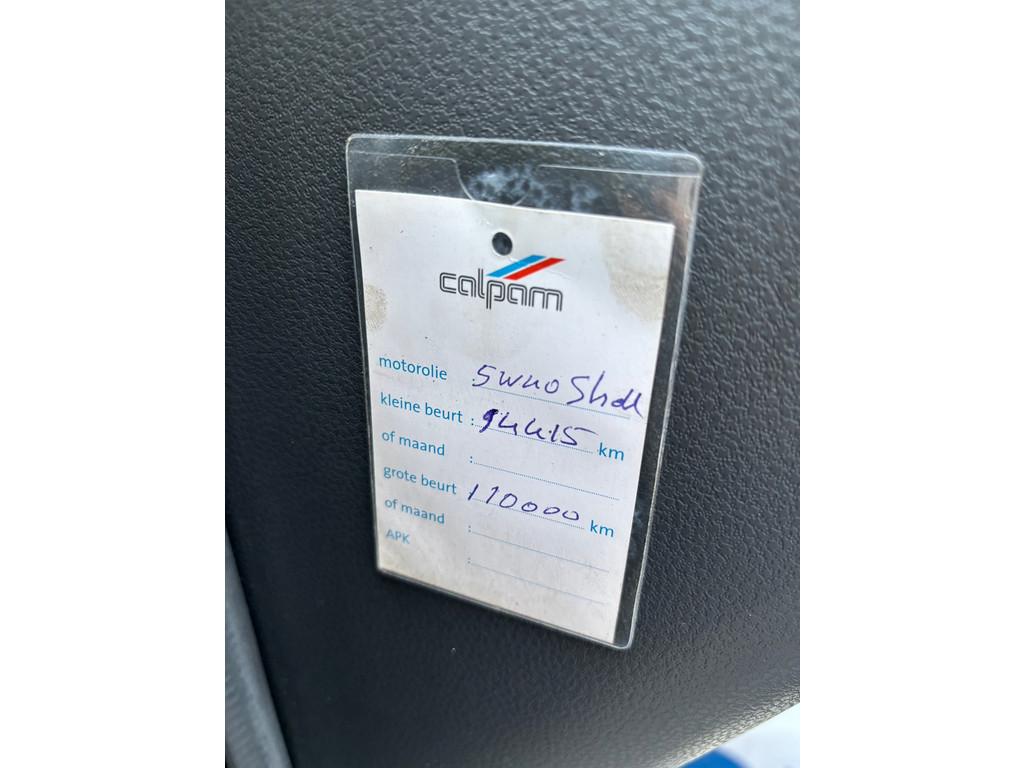 calpam
motorolie : 5W40 Shell
kleine beurt : 94415 km
of maand :
grote beurt : 110000 km
of maand :
APK :